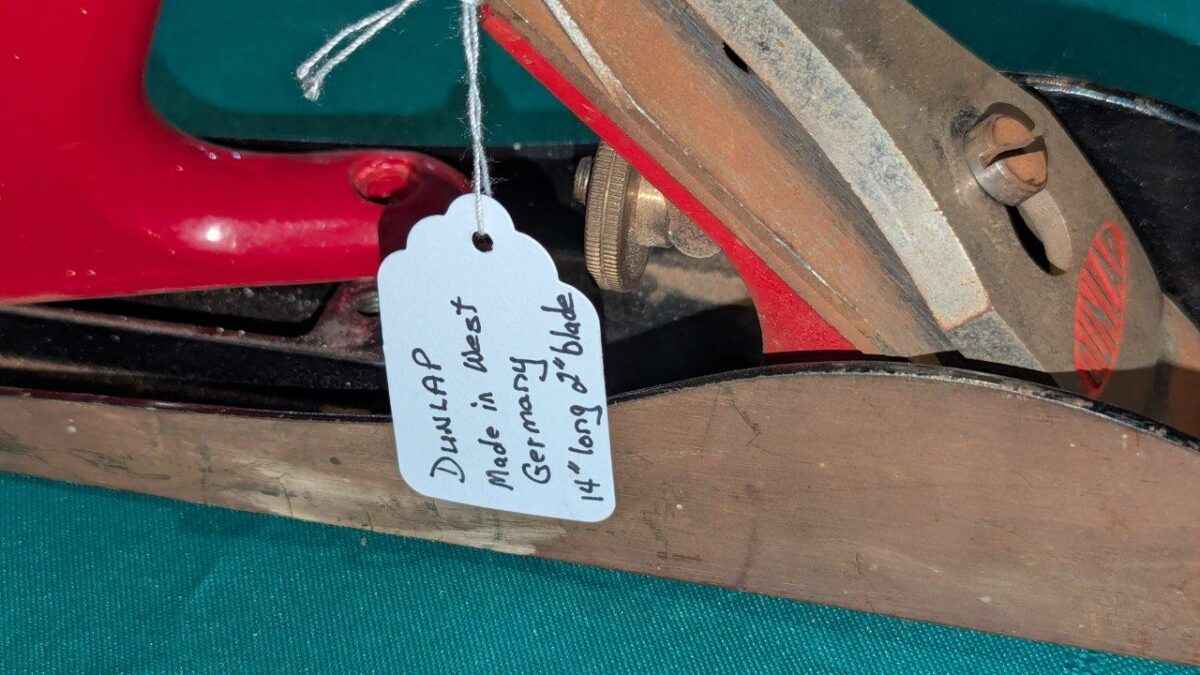 DUNLAP
Made in West
Germany
14" long 2" blade